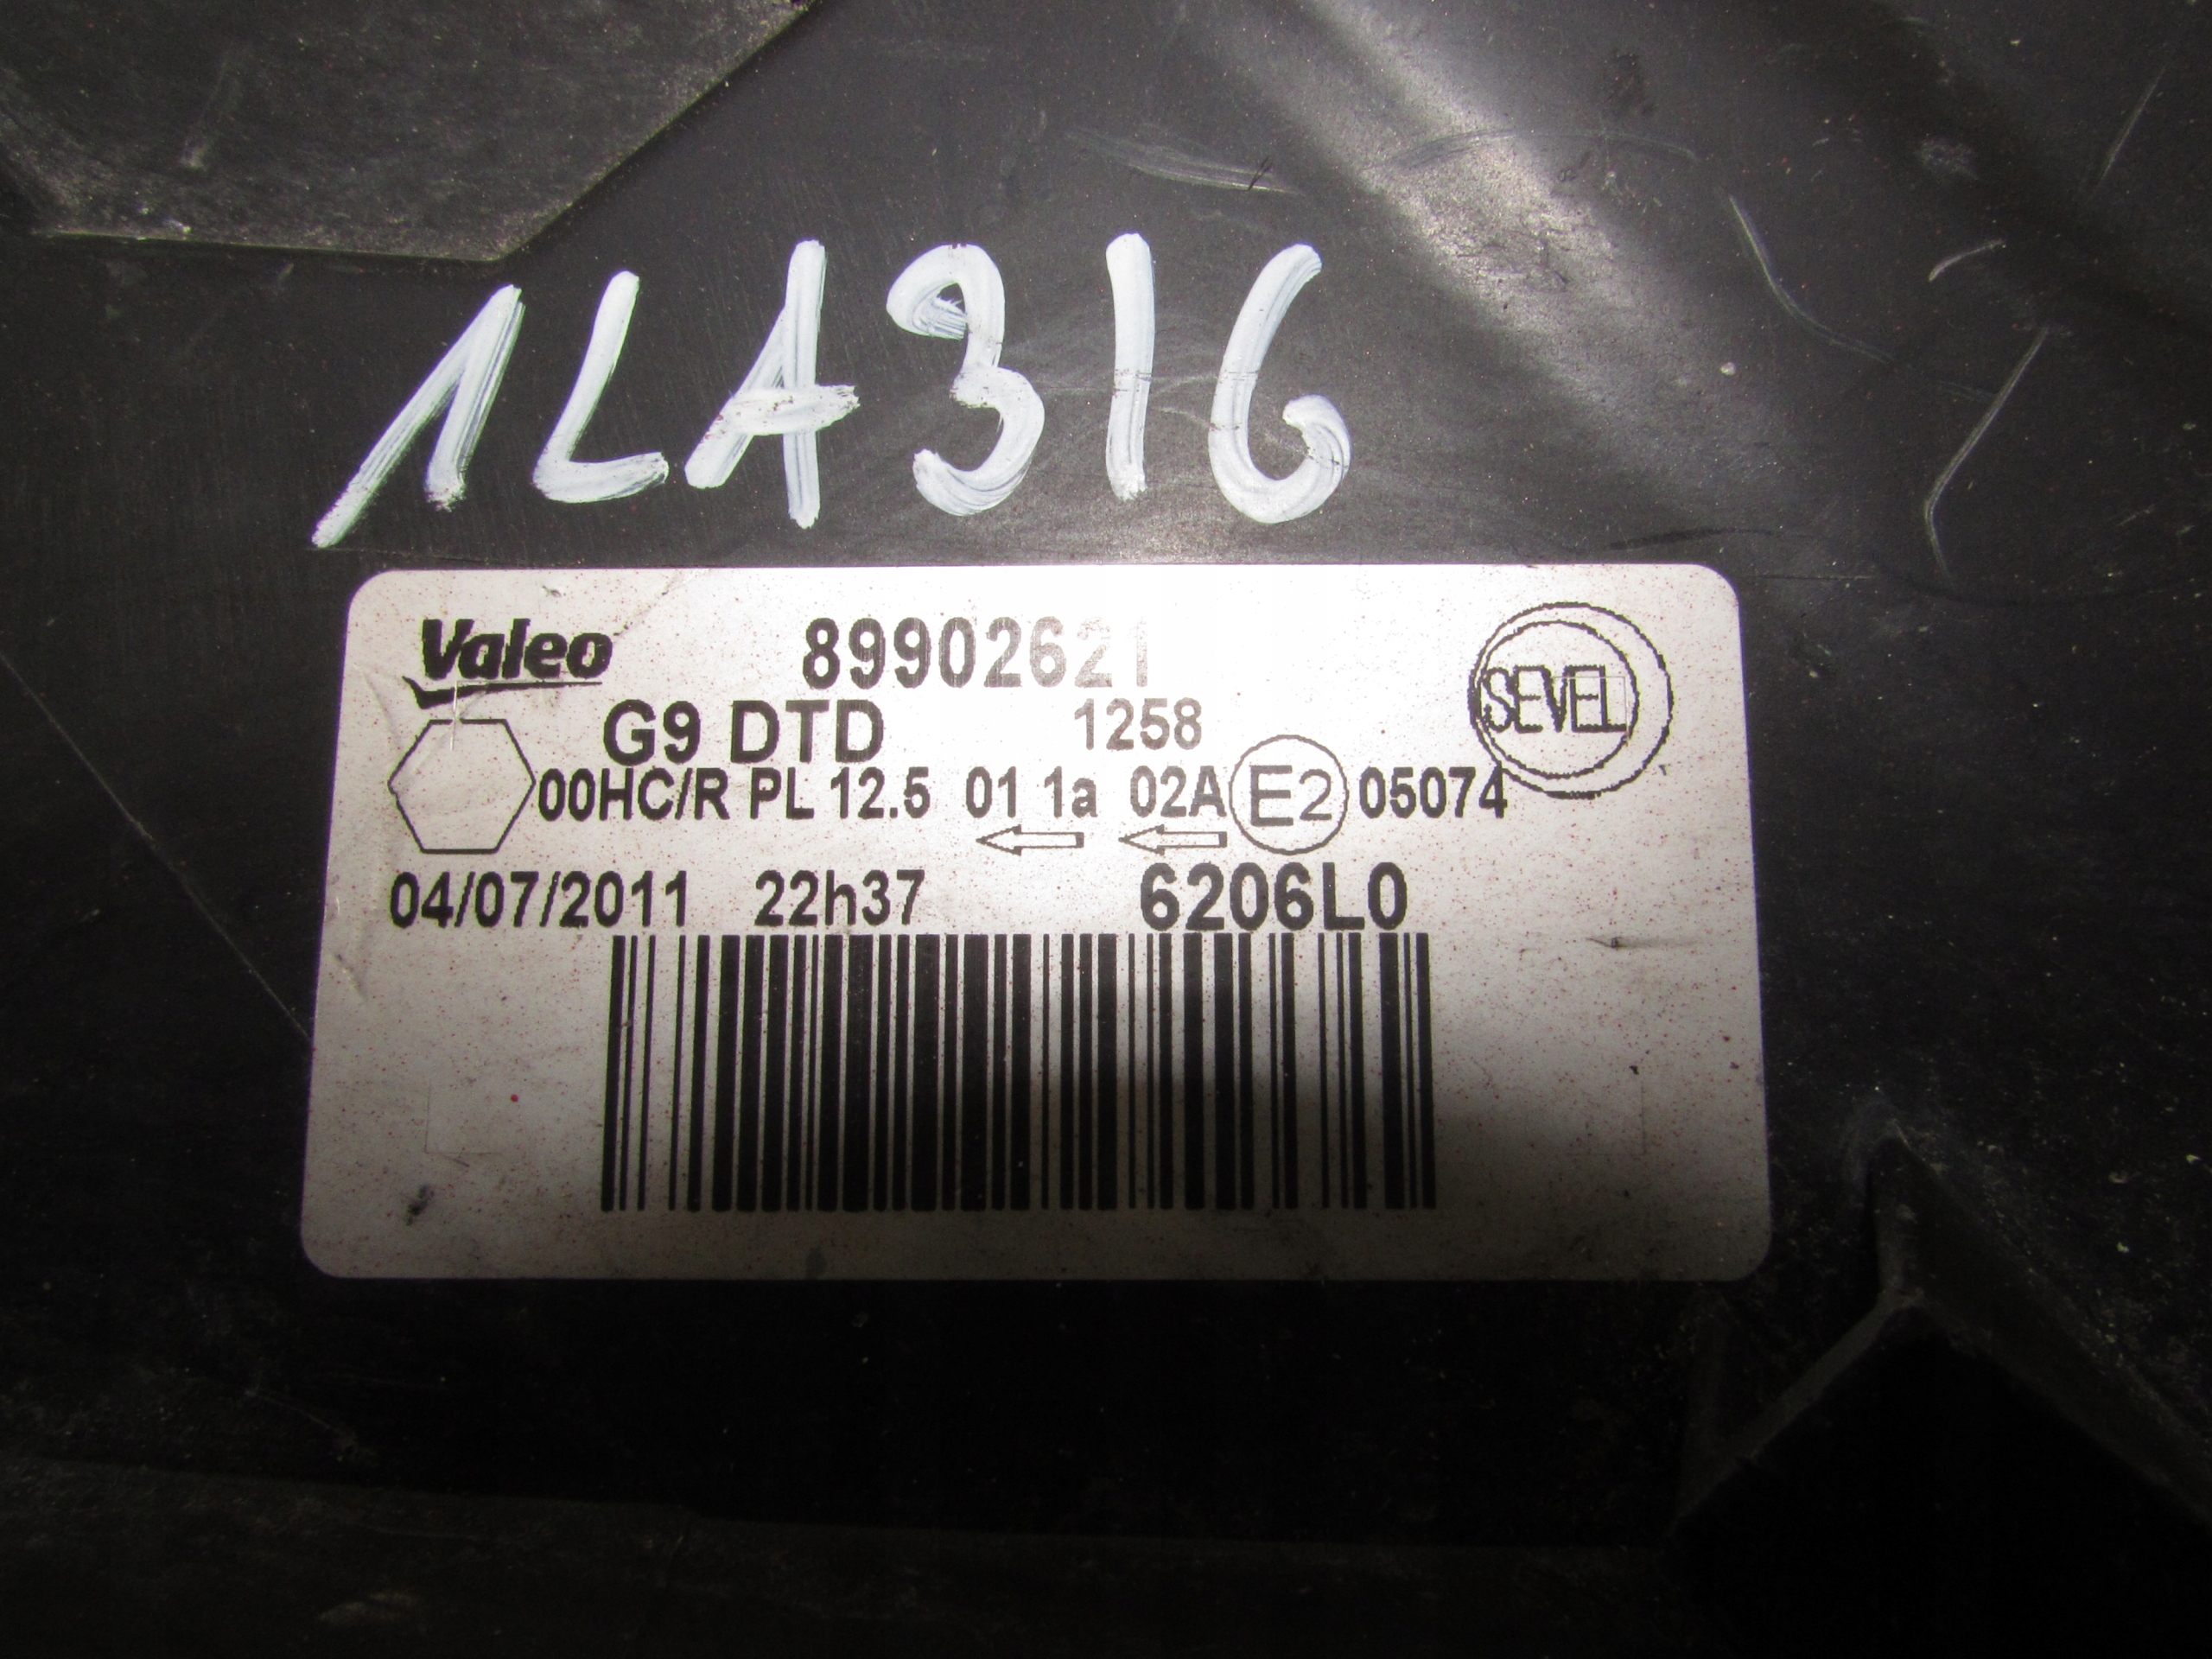 1LA316
Valeo 89902621
SEVEL
G9 DTD 1258
00HC/R PL 12.5 01 1a 02A E2 05074
04/07/2011 22h37 6206L0